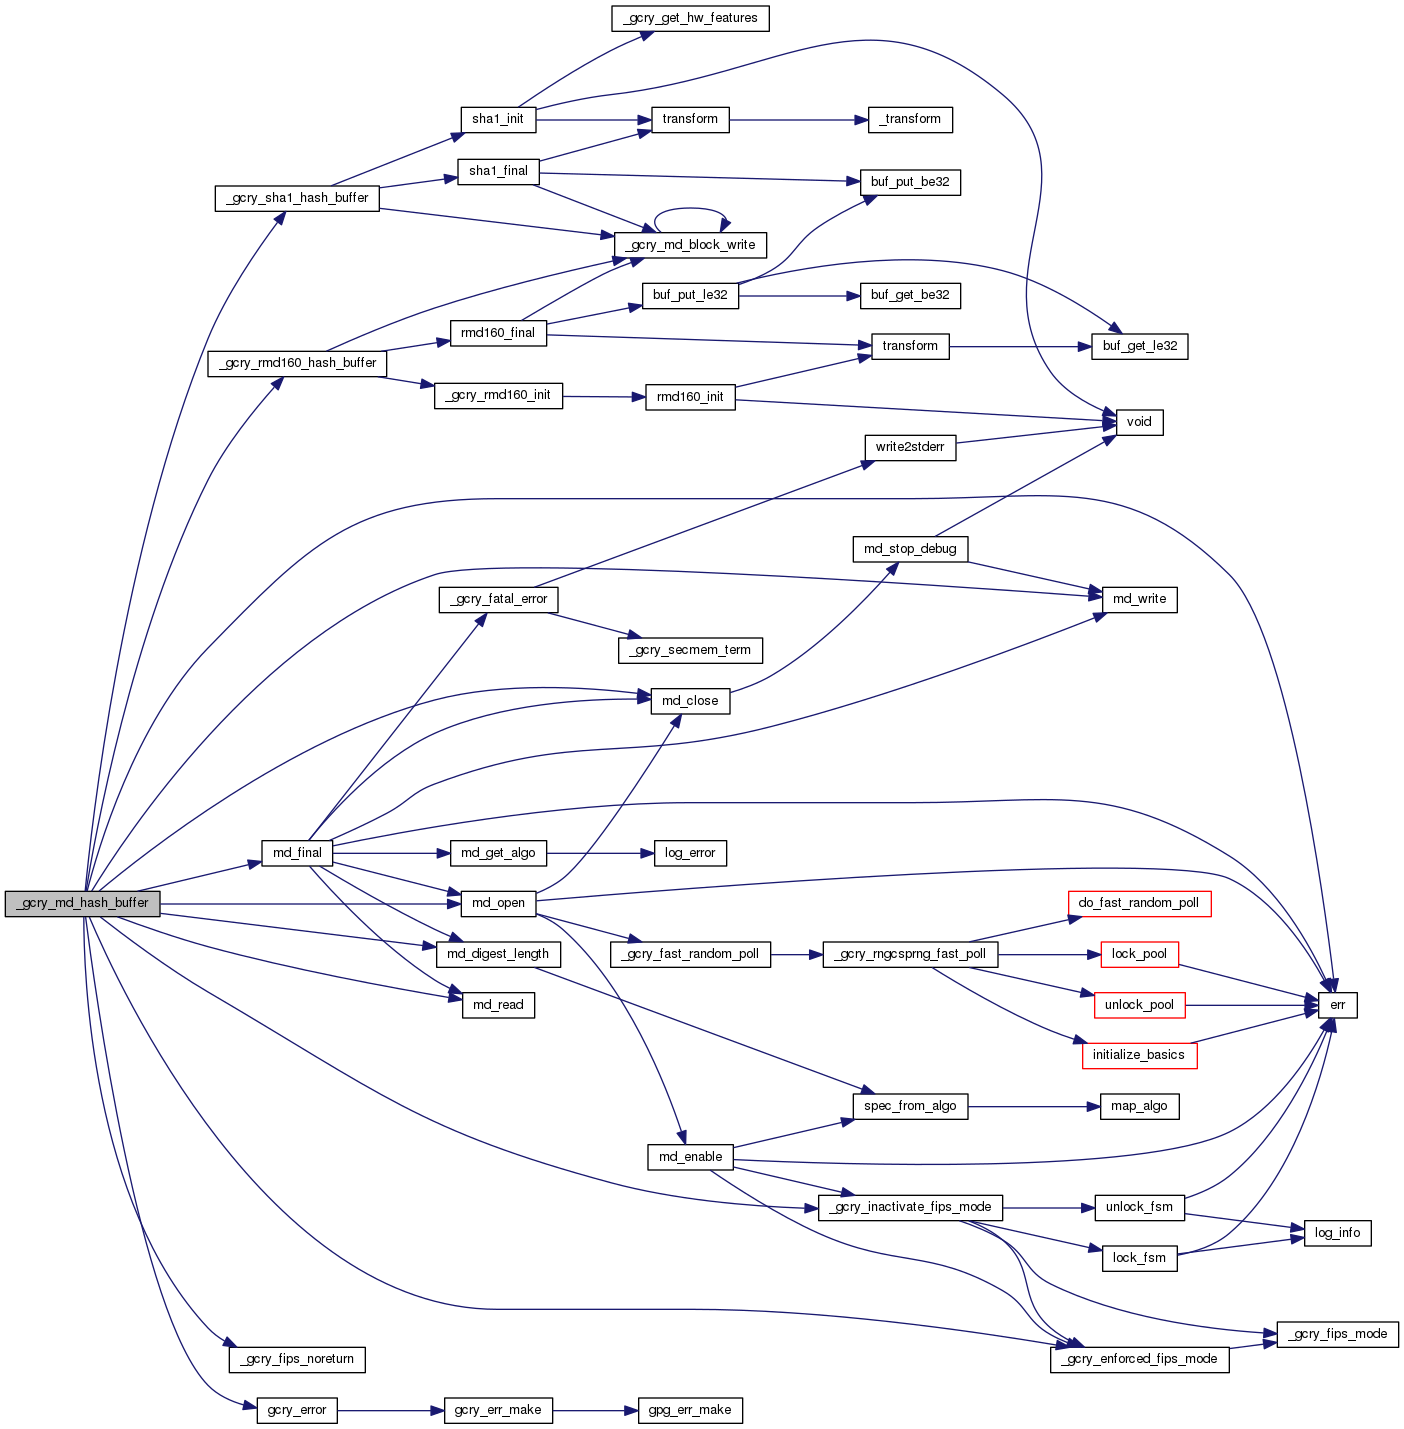 _gcry_get_hw_features
sha1_init
transform
_transform
sha1_final
buf_put_be32
_gcry_sha1_hash_buffer
_gcry_md_block_write
buf_put_le32
buf_get_be32
rmd160_final
transform
buf_get_le32
_gcry_rmd160_hash_buffer
_gcry_rmd160_init
rmd160_init
void
write2stderr
md_stop_debug
_gcry_fatal_error
md_write
_gcry_secmem_term
md_close
md_final
md_get_algo
log_error
_gcry_md_hash_buffer
md_open
do_fast_random_poll
md_digest_length
_gcry_fast_random_poll
_gcry_rngcsprng_fast_poll
lock_pool
md_read
unlock_pool
err
initialize_basics
spec_from_algo
map_algo
md_enable
_gcry_inactivate_fips_mode
unlock_fsm
log_info
lock_fsm
_gcry_fips_mode
_gcry_fips_noreturn
_gcry_enforced_fips_mode
gcry_error
gcry_err_make
gpg_err_make